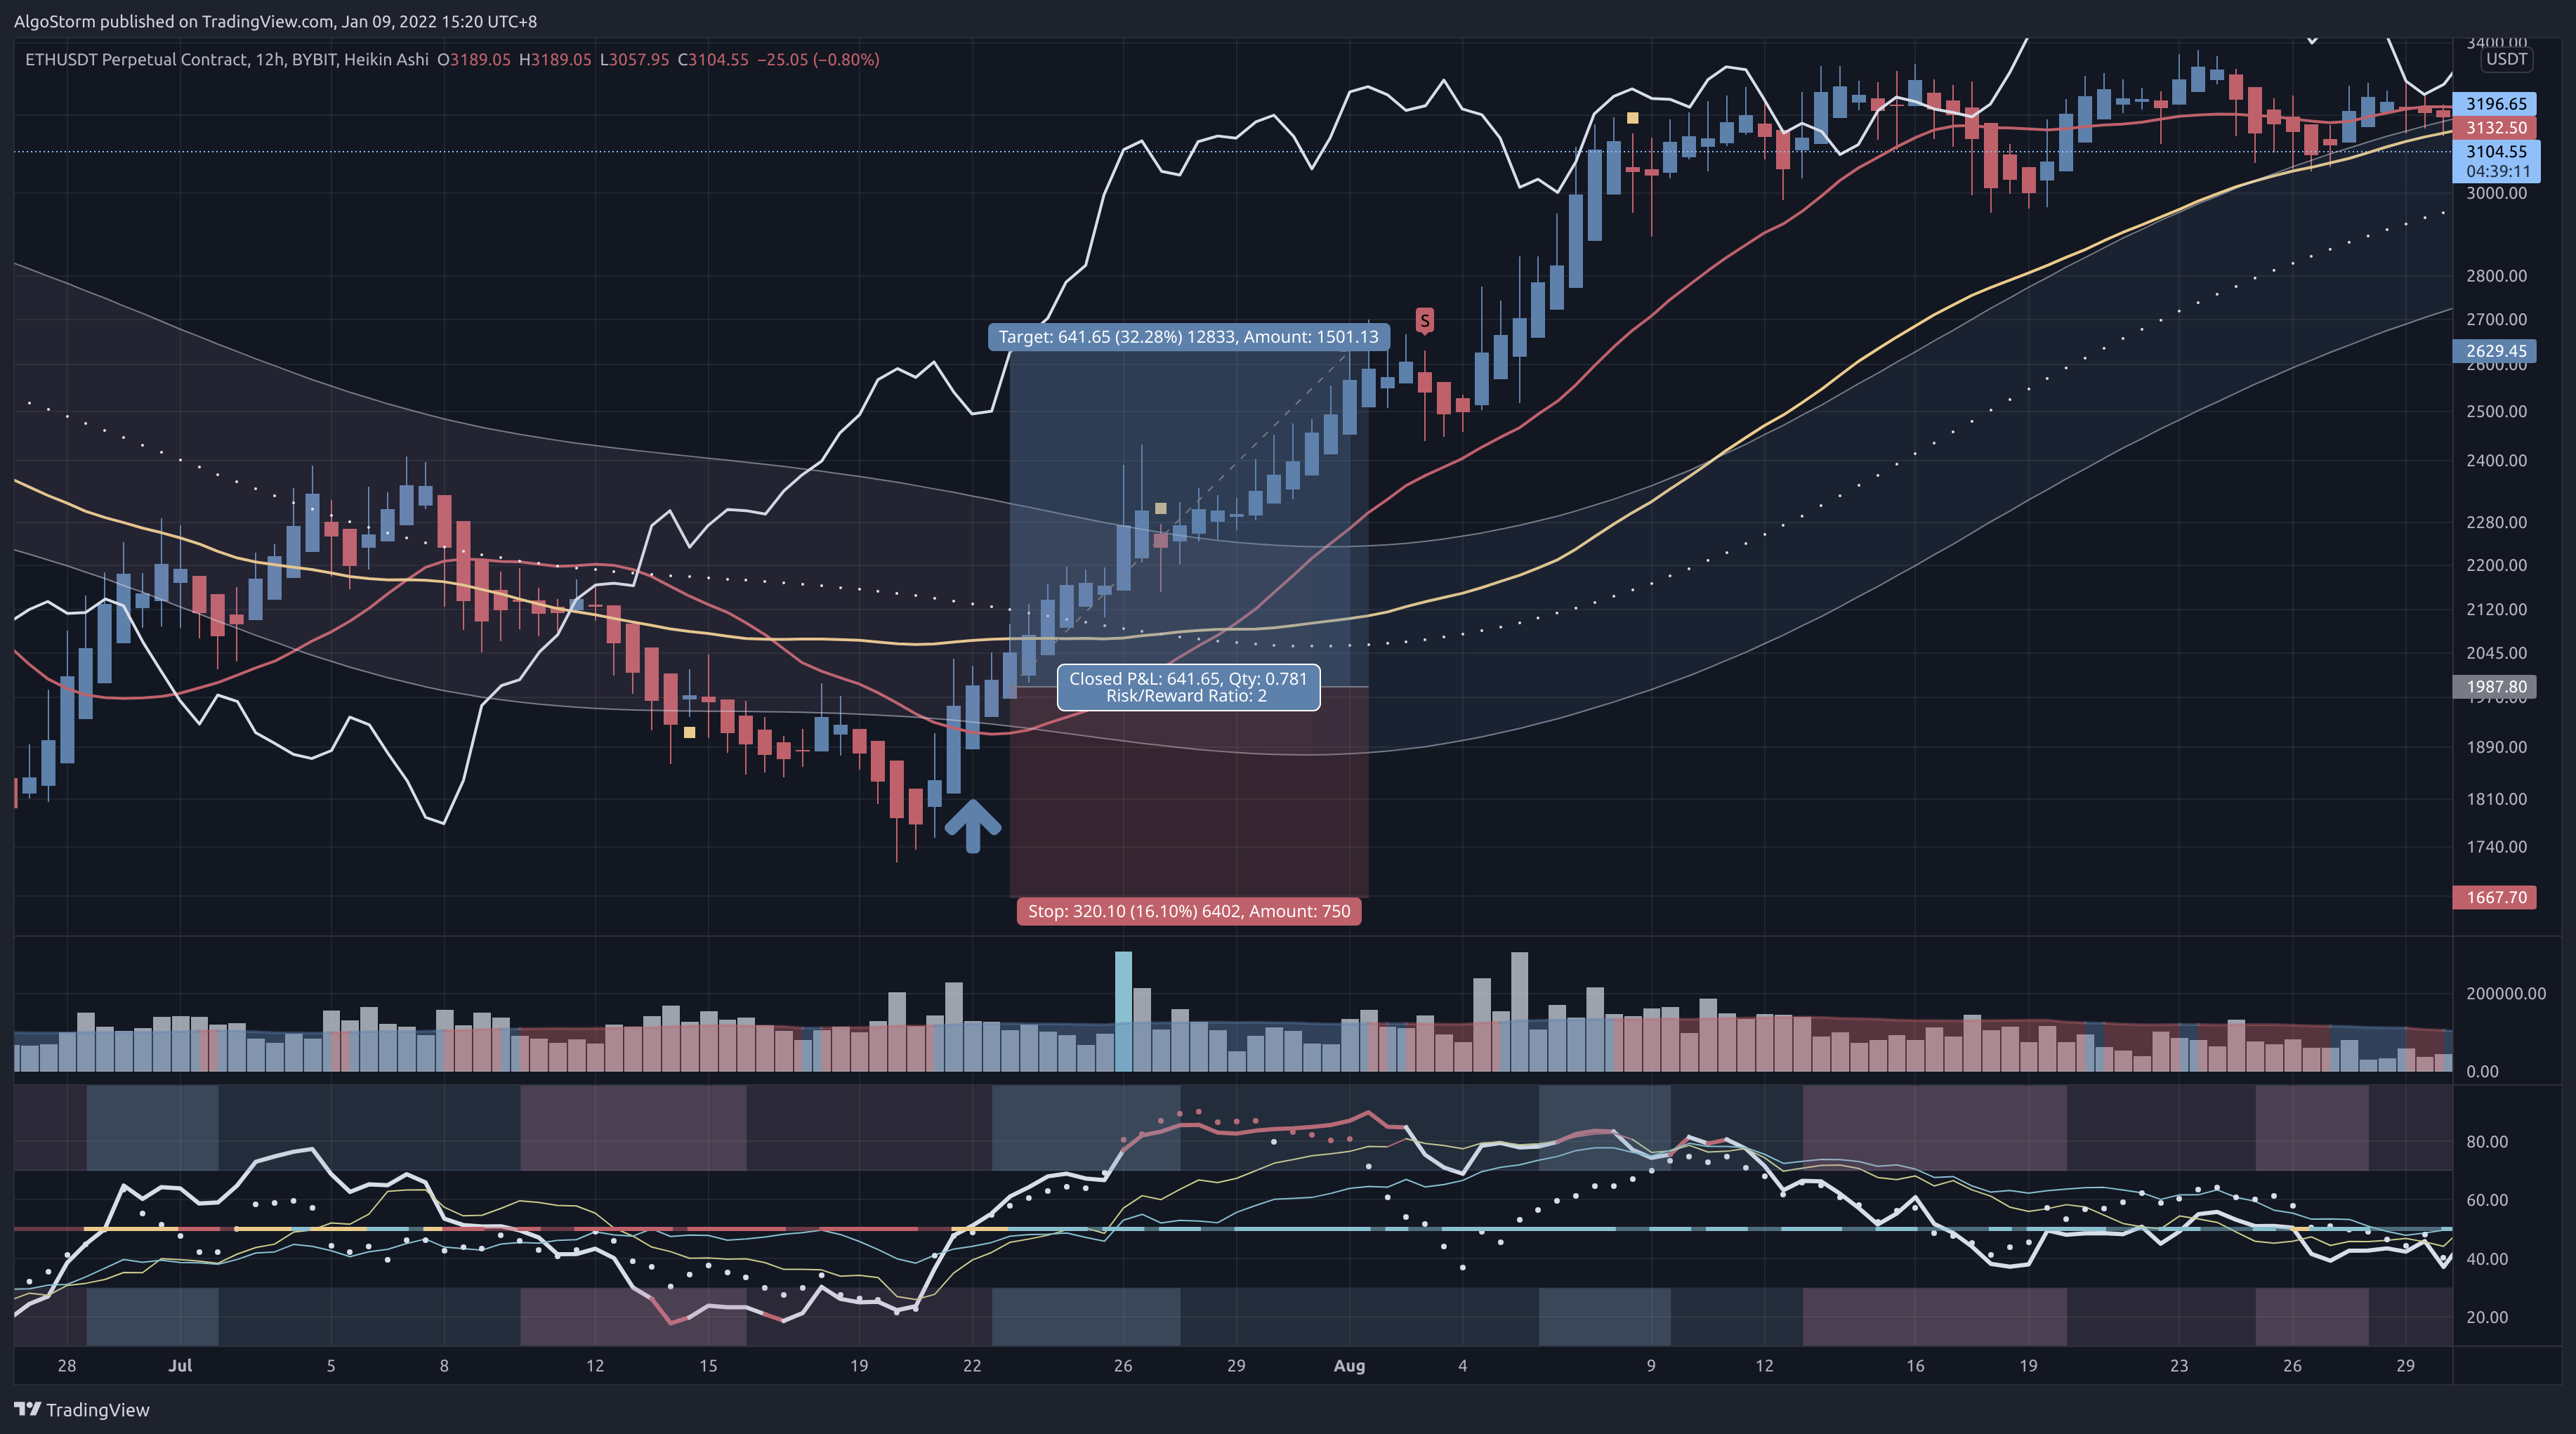 AlgoStorm published on TradingView.com, Jan 09, 2022 15:20 UTC+8
ETHUSDT Perpetual Contract, 12h, BYBIT, Heikin Ashi O3189.05 H3189.05 L3057.95 C3104.55 −25.05 (−0.80%)
3400.00
USDT
3196.65
3132.50
3104.55
04:39:11
3000.00
2800.00
2700.00
2629.45
2600.00
2500.00
2400.00
2280.00
2200.00
2120.00
2045.00
1987.80
1970.00
1890.00
1810.00
1740.00
1667.70
S
Target: 641.65 (32.28%) 12833, Amount: 1501.13
Closed P&L: 641.65, Qty: 0.781
Risk/Reward Ratio: 2
Stop: 320.10 (16.10%) 6402, Amount: 750
200000.00
0.00
80.00
60.00
40.00
20.00
28 Jul 5 8 12 15 19 22 26 29 Aug 4 9 12 16 19 23 26 29
TradingView